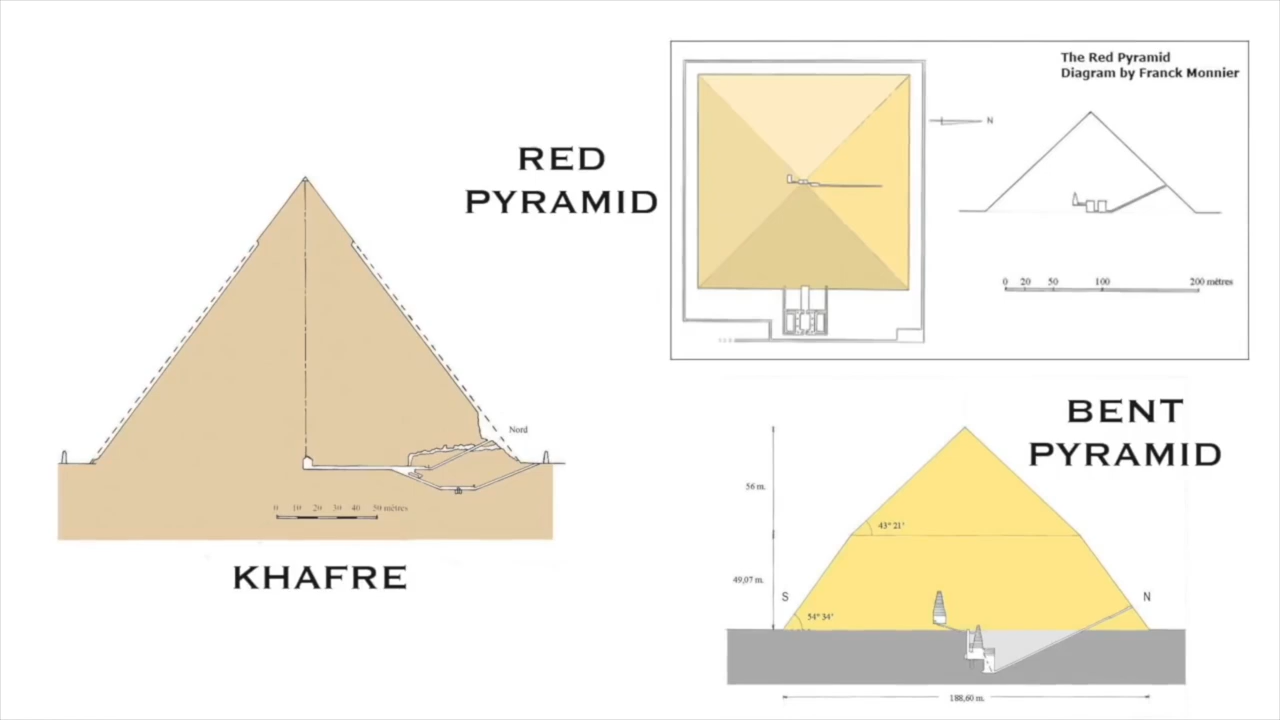 The Red Pyramid
Diagram by Franck Monnier
N
0 20 50 100 200 mètres
RED
PYRAMID
Nord
0 10 20 30 40 50 mètres
KHAFRE
BENT
PYRAMID
56 m.
43° 21'
49,07 m.
S
N
54° 34'
188,60 m.